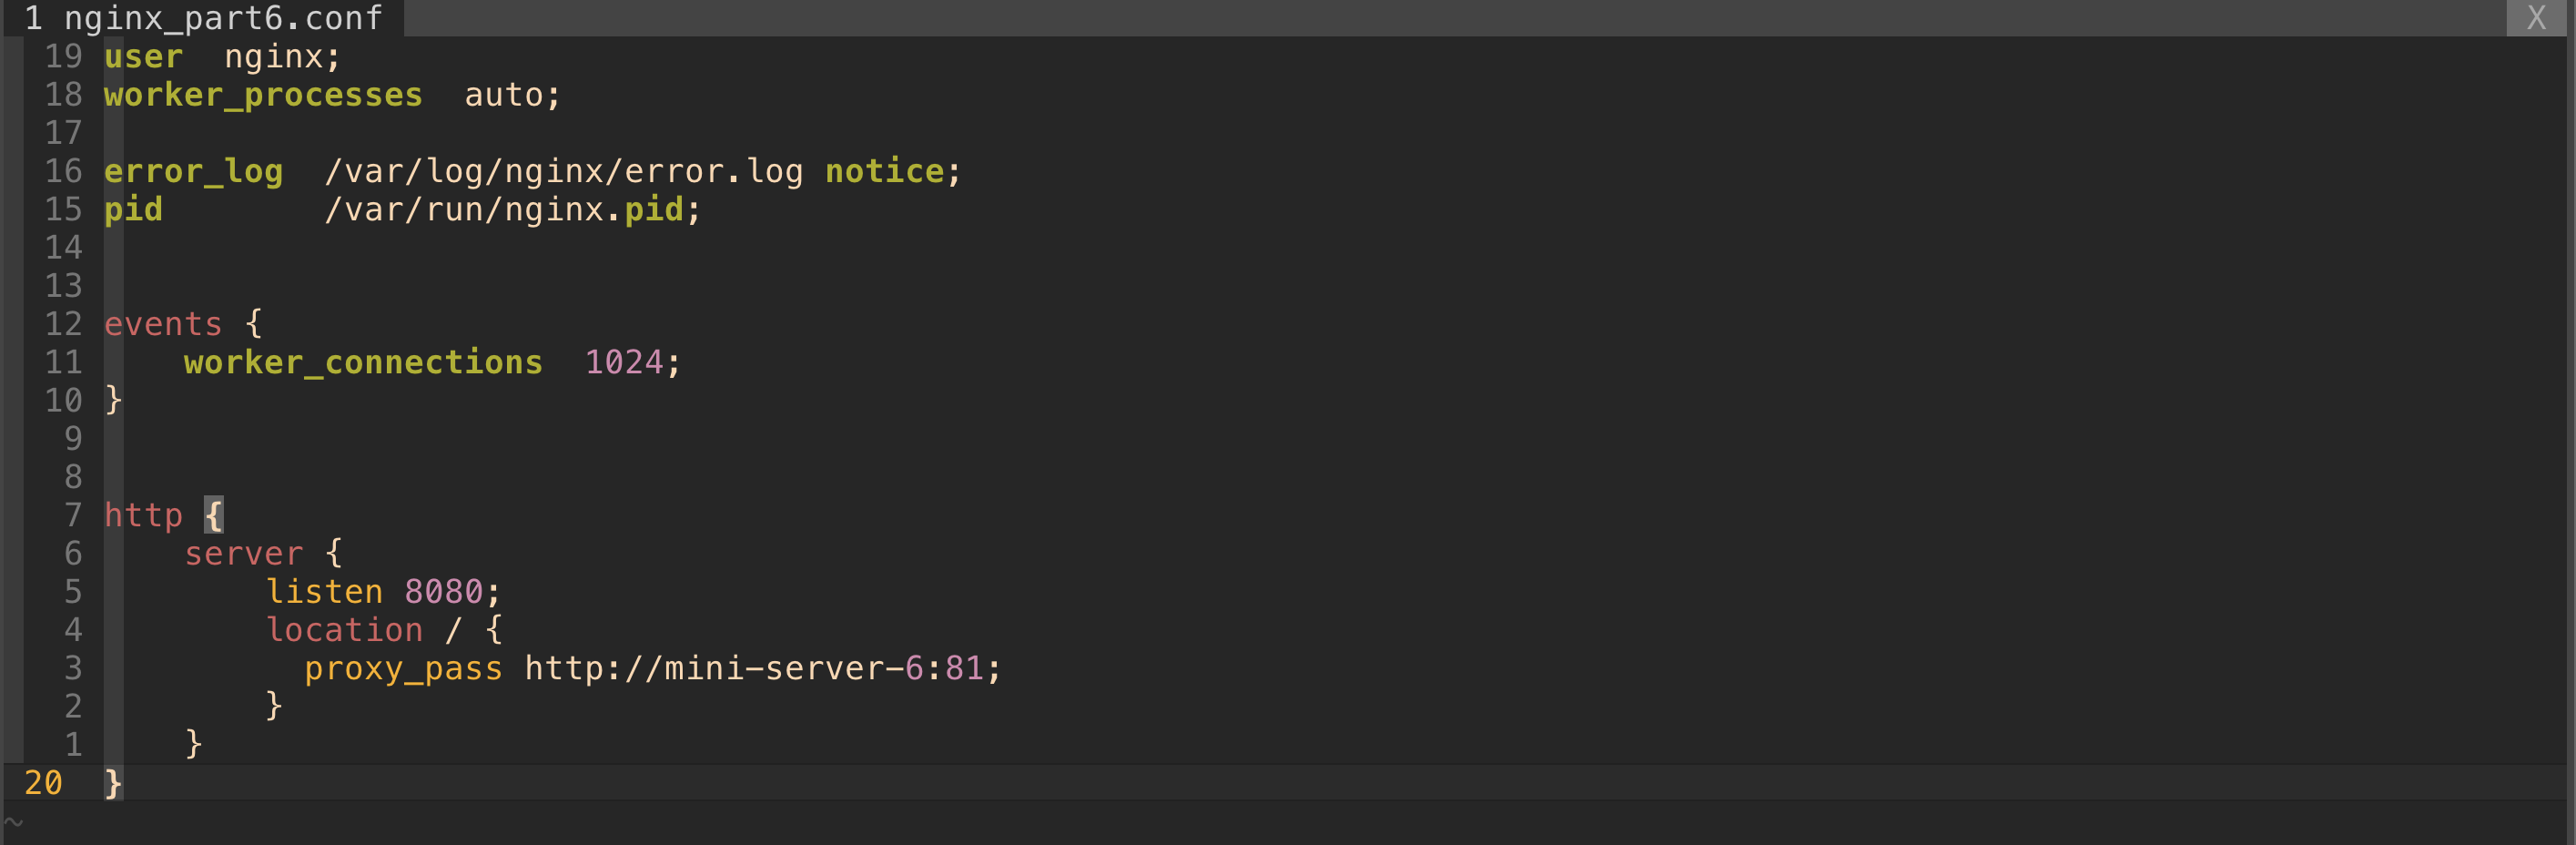 1 nginx_part6.conf X
19 user  nginx;
18 worker_processes  auto;
17
16 error_log  /var/log/nginx/error.log notice;
15 pid        /var/run/nginx.pid;
14
13
12 events {
11     worker_connections  1024;
10 }
9
8
7 http {
6     server {
5         listen 8080;
4         location / {
3           proxy_pass http://mini-server-6:81;
2         }
1     }
20 }
~